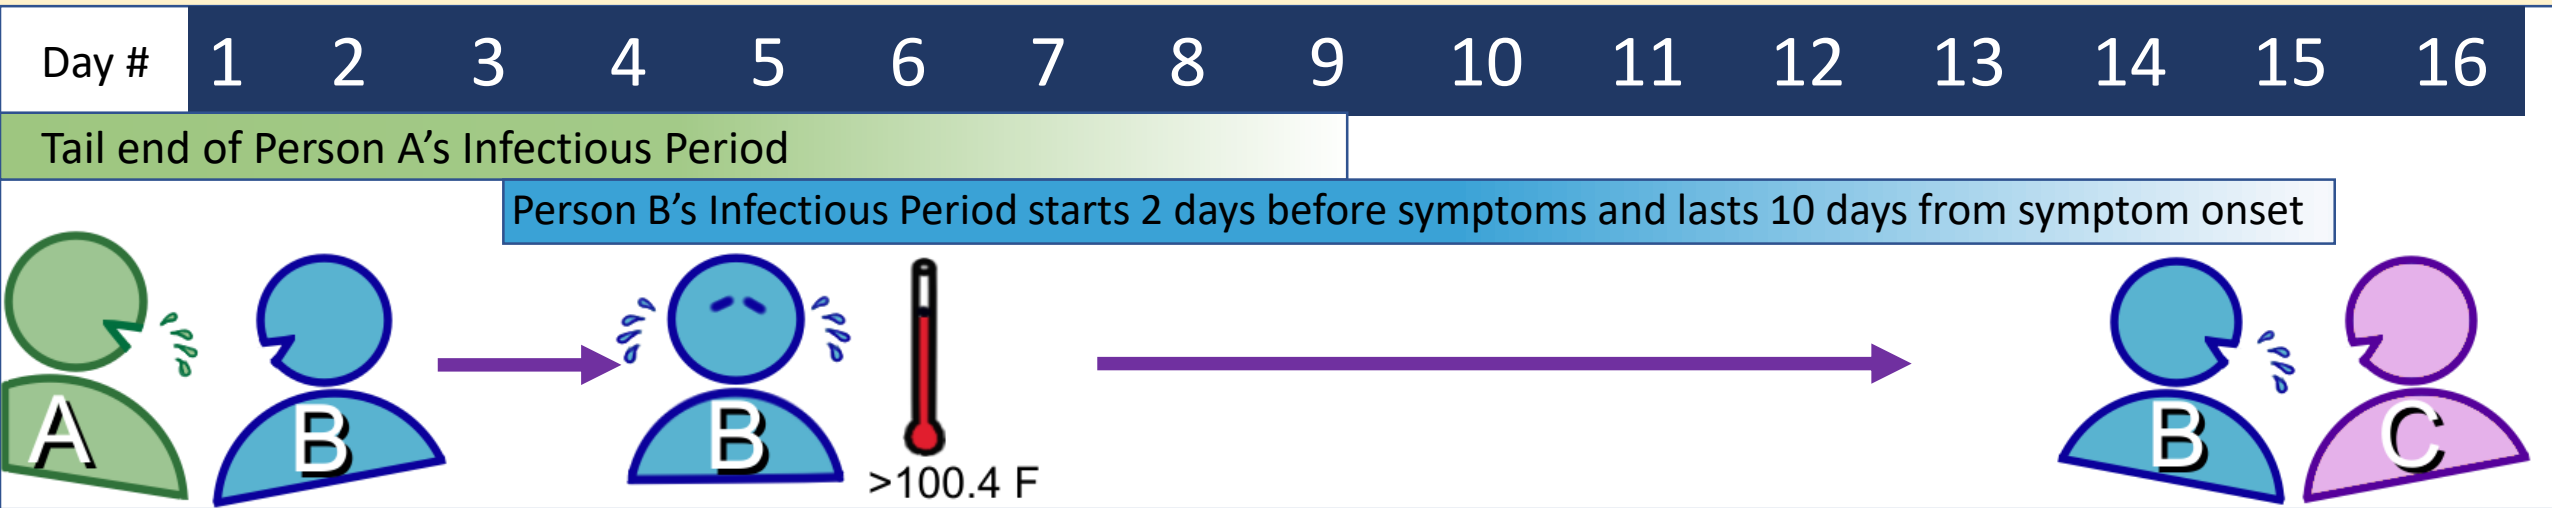 Day # 1 2 3 4 5 6 7 8 9 10 11 12 13 14 15 16
Tail end of Person A’s Infectious Period
Person B’s Infectious Period starts 2 days before symptoms and lasts 10 days from symptom onset
A B B B C
>100.4 F